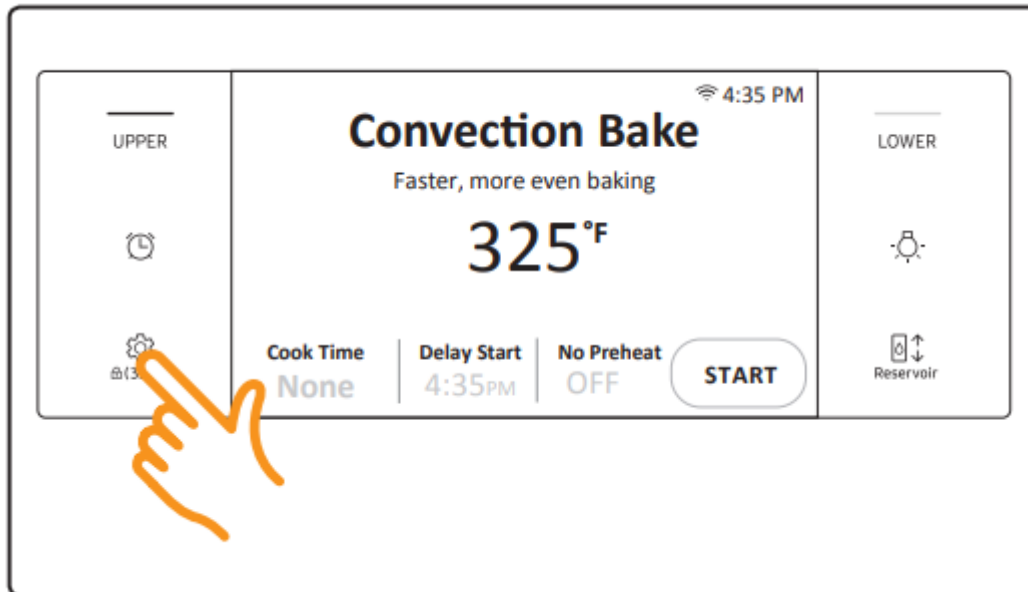 4:35 PM
UPPER
Convection Bake
LOWER
Faster, more even baking
325°F
Cook Time
None
Delay Start
4:35PM
No Preheat
OFF
START
Reservoir